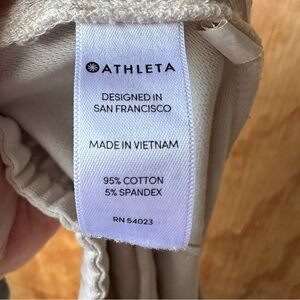 ATHLETA
DESIGNED IN
SAN FRANCISCO
MADE IN VIETNAM
95% COTTON
5% SPANDEX
RN 54023